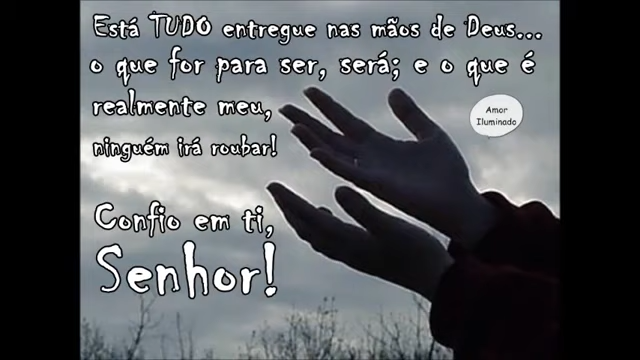 Está TUDO entregue nas mãos de Deus...
o que for para ser, será; e o que é
realmente meu,
ninguém irá roubar!
Amor
Iluminado
Confio em ti,
Senhor!